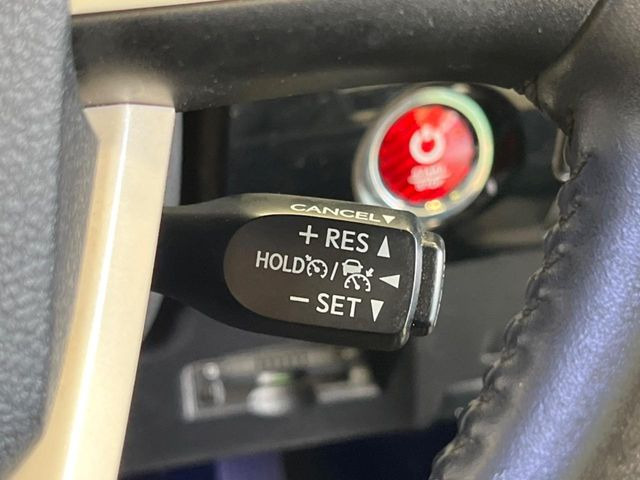 CANCEL
+ RES
HOLD /
− SET